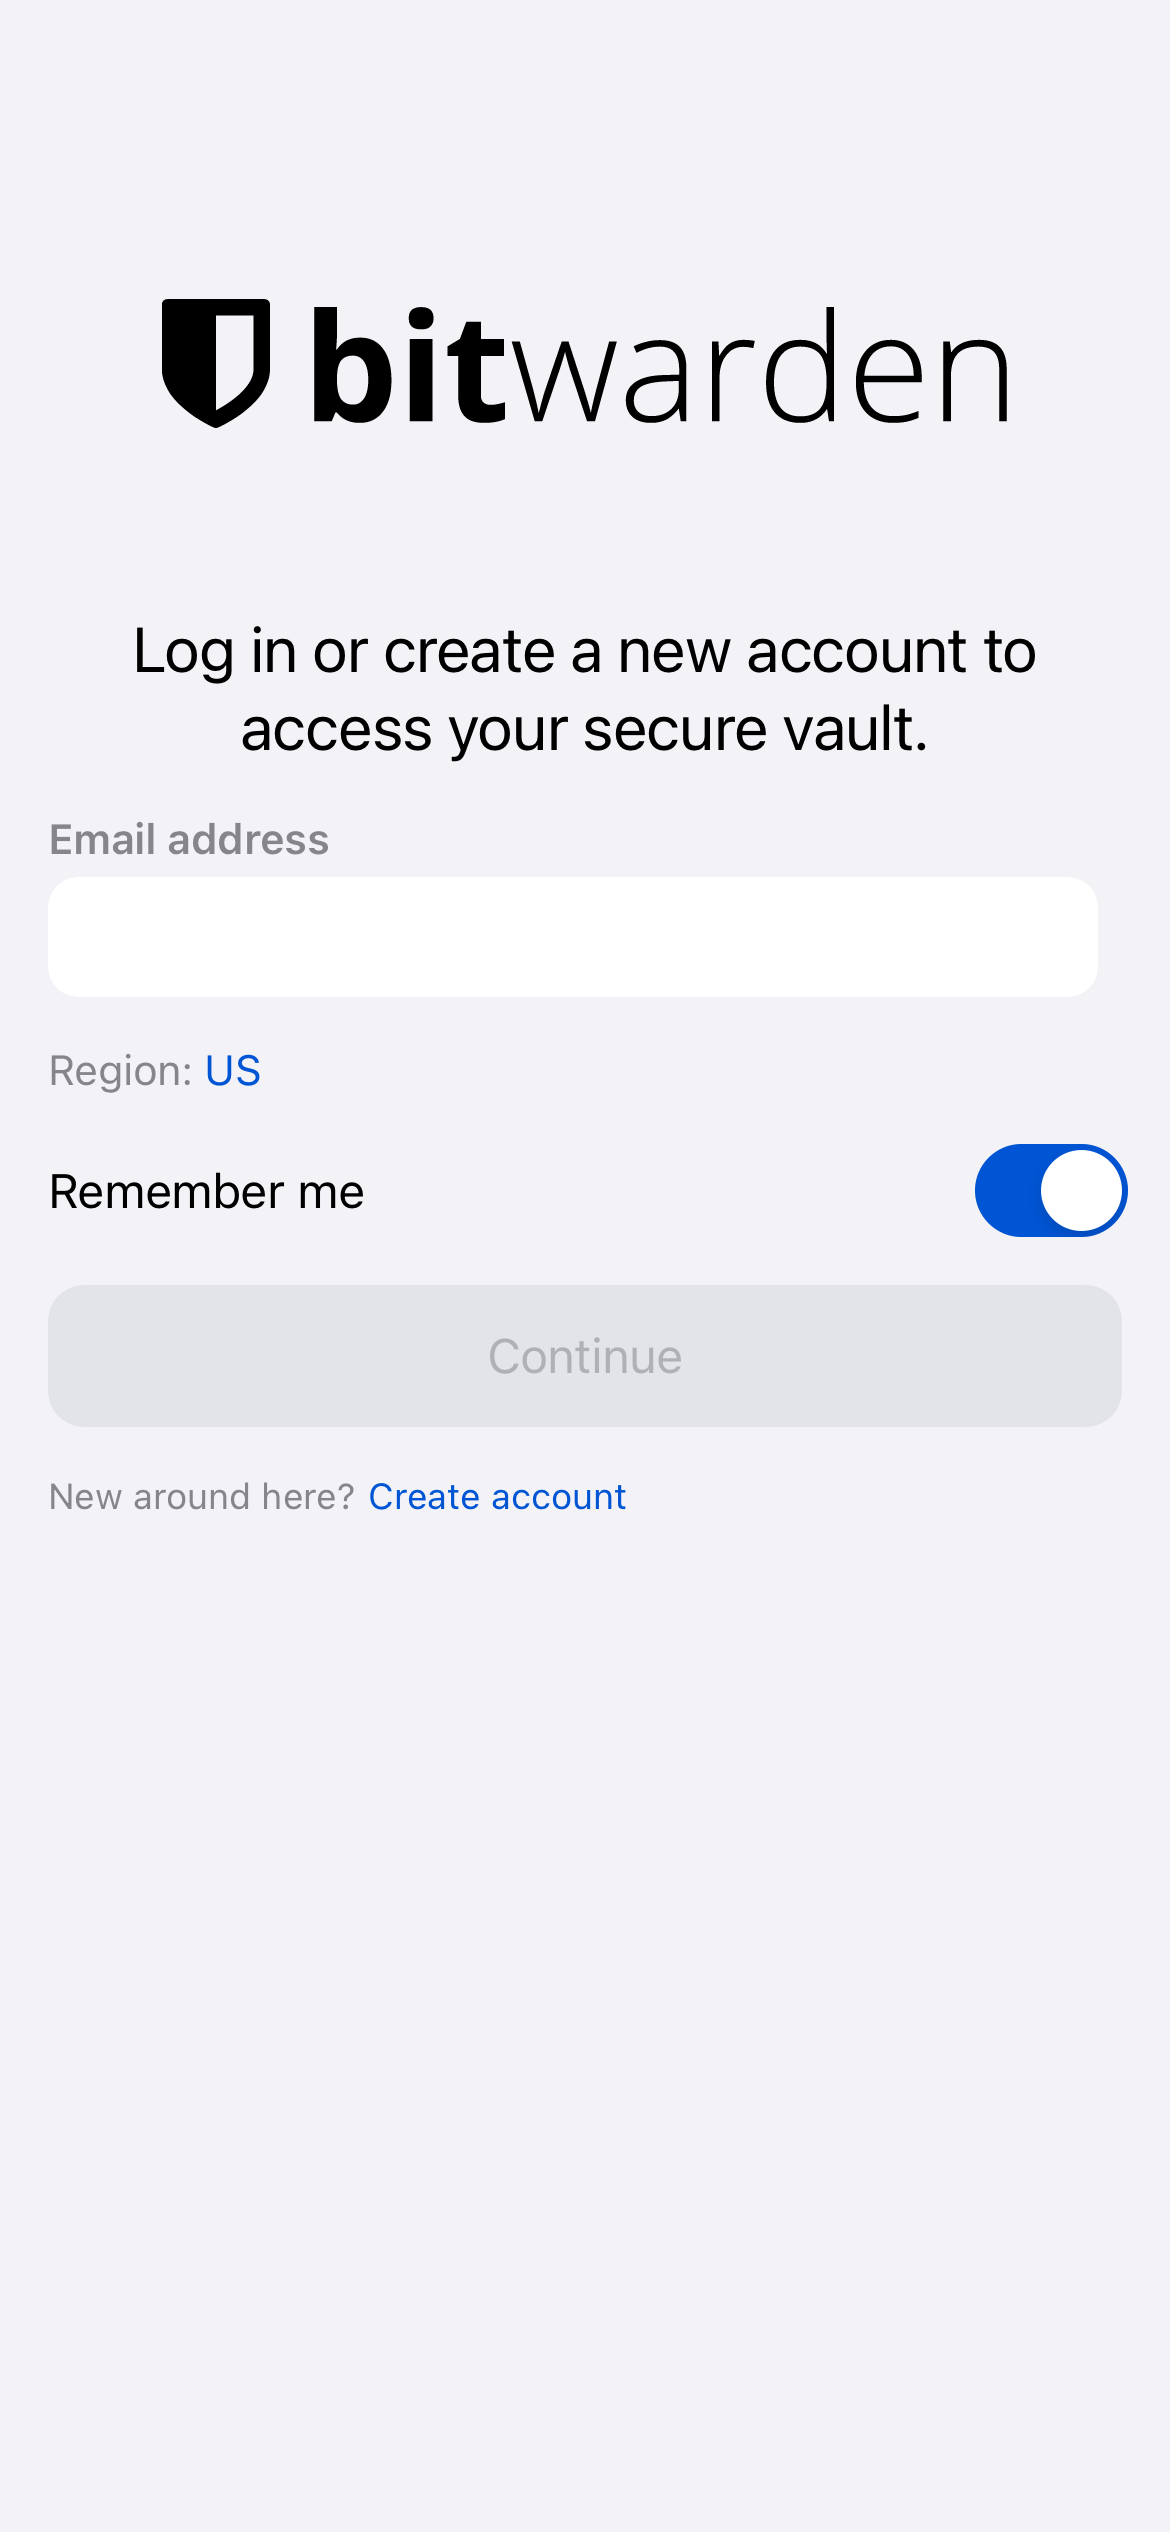 bitwarden
Log in or create a new account to
access your secure vault.
Email address
Region: US
Remember me
Continue
New around here? Create account